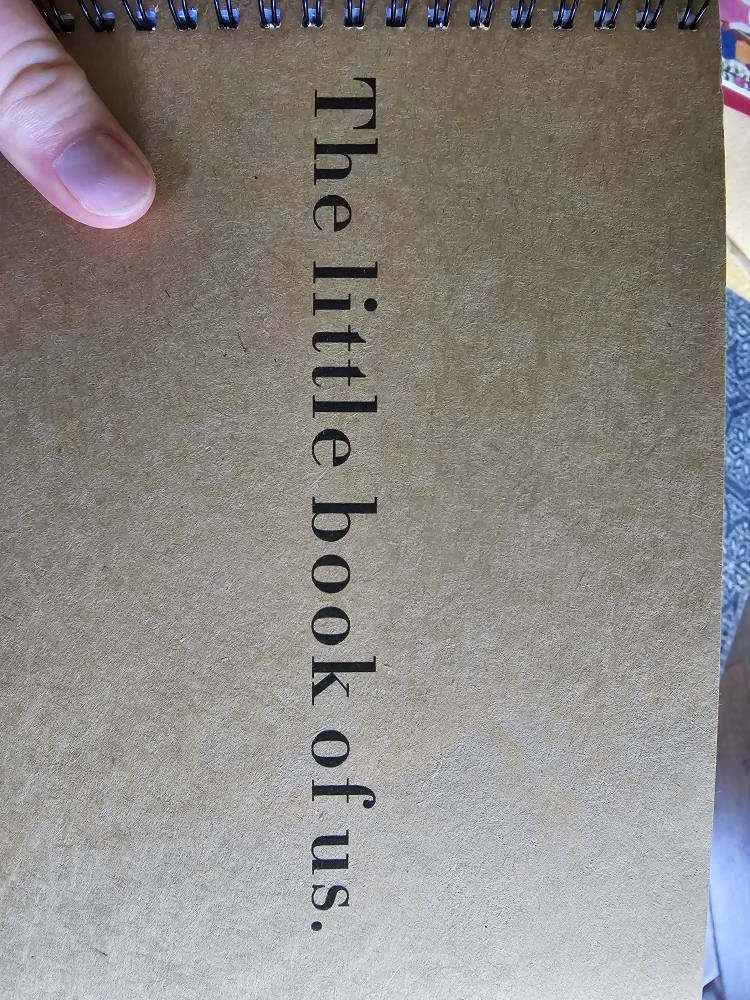 The little book of us.